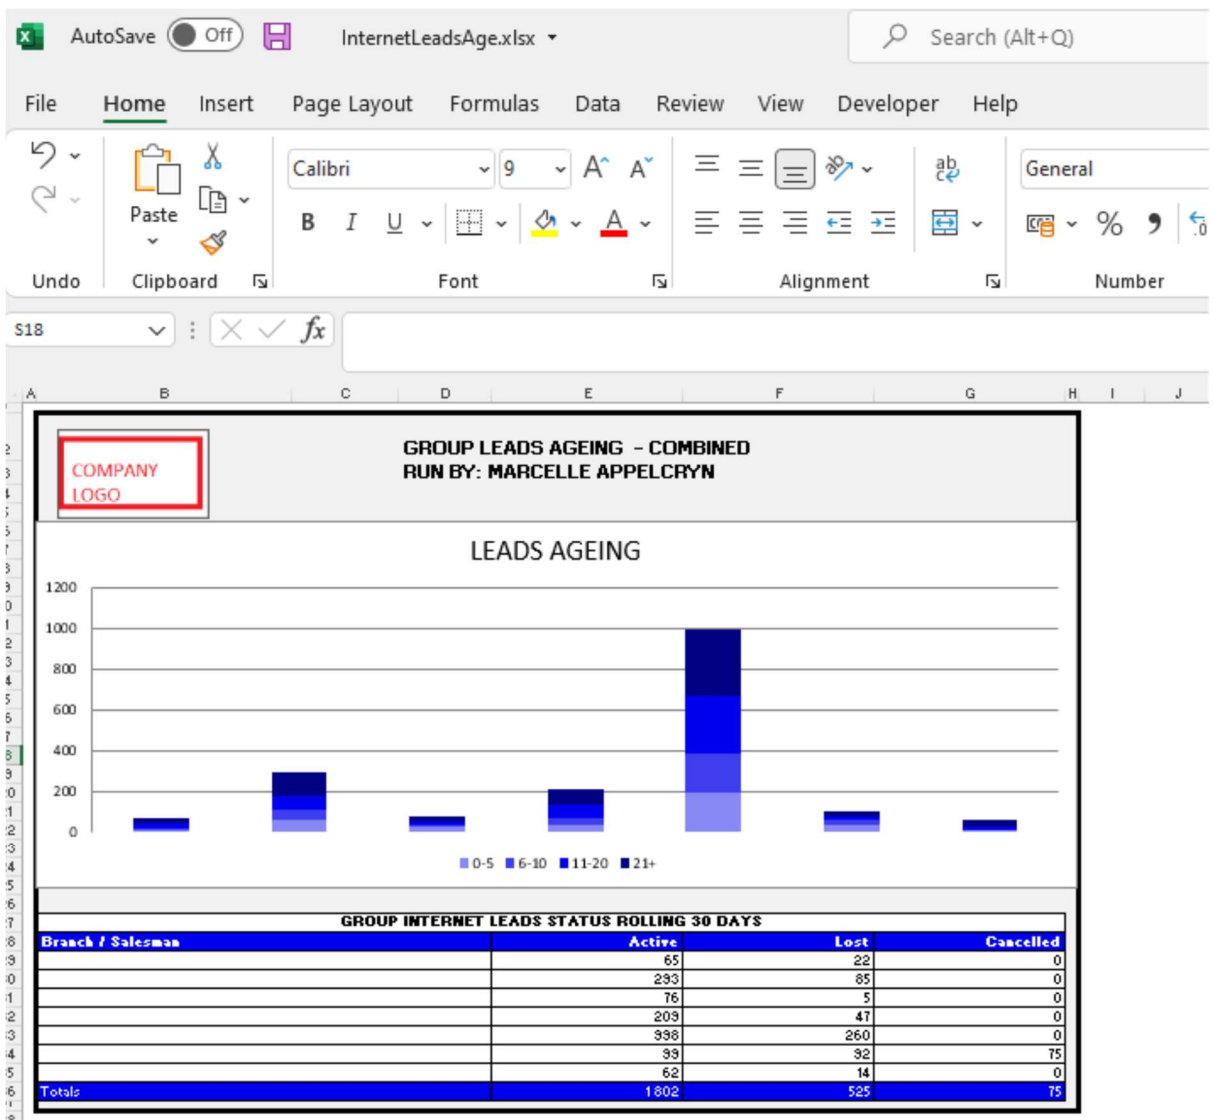 AutoSave Off InternetLeadsAge.xlsx Search (Alt+Q)
File Home Insert Page Layout Formulas Data Review View Developer Help
Paste
Calibri 9
General
Undo Clipboard Font Alignment Number
S18 fx
A B C D E F G H I J
COMPANY
LOGO
GROUP LEADS AGEING - COMBINED
RUN BY: MARCELLE APPELCRYN
LEADS AGEING
1200
1000
800
600
400
200
0
0-5 6-10 11-20 21+
GROUP INTERNET LEADS STATUS ROLLING 30 DAYS
Branch / Salesman Active Lost Cancelled
65 22 0
293 85 0
76 5 0
209 47 0
998 260 0
99 92 75
62 14 0
Totals 1802 525 75